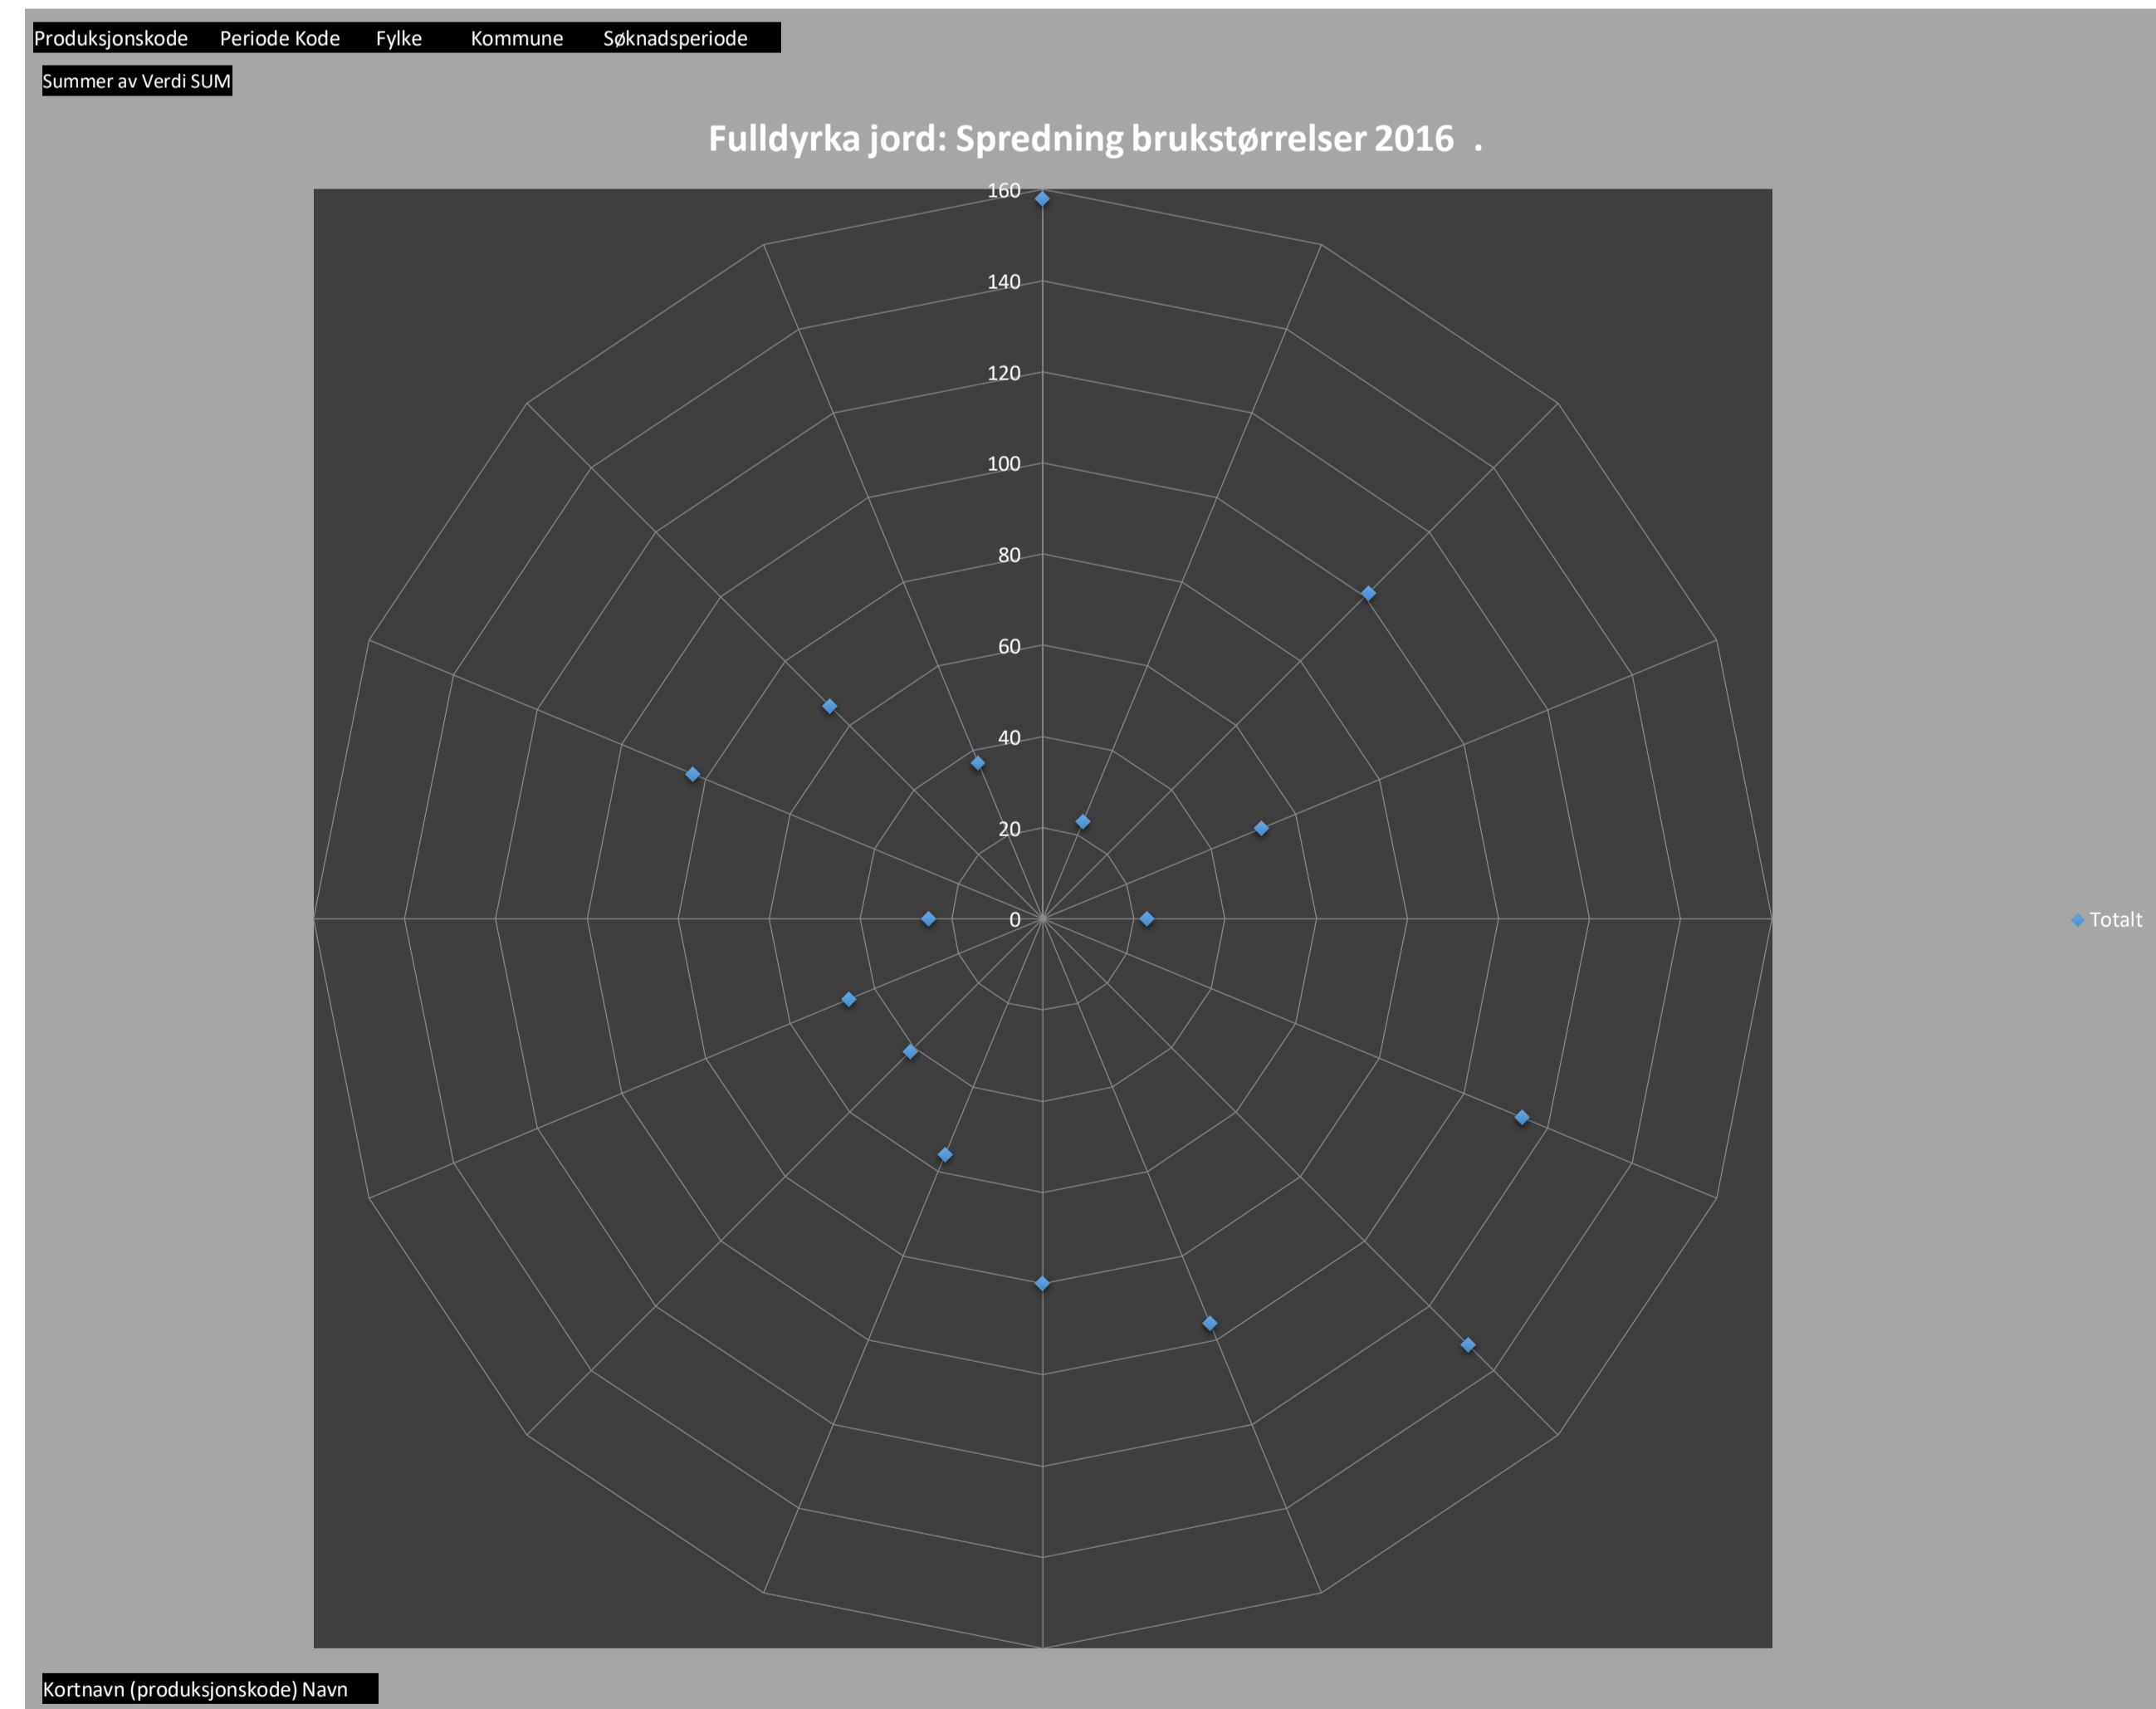 Produksjonskode Periode Kode Fylke Kommune Søknadsperiode
Summer av Verdi SUM
Fulldyrka jord: Spredning brukstørrelser 2016 .
160
140
120
100
80
60
40
20
0
Totalt
Kortnavn (produksjonskode) Navn